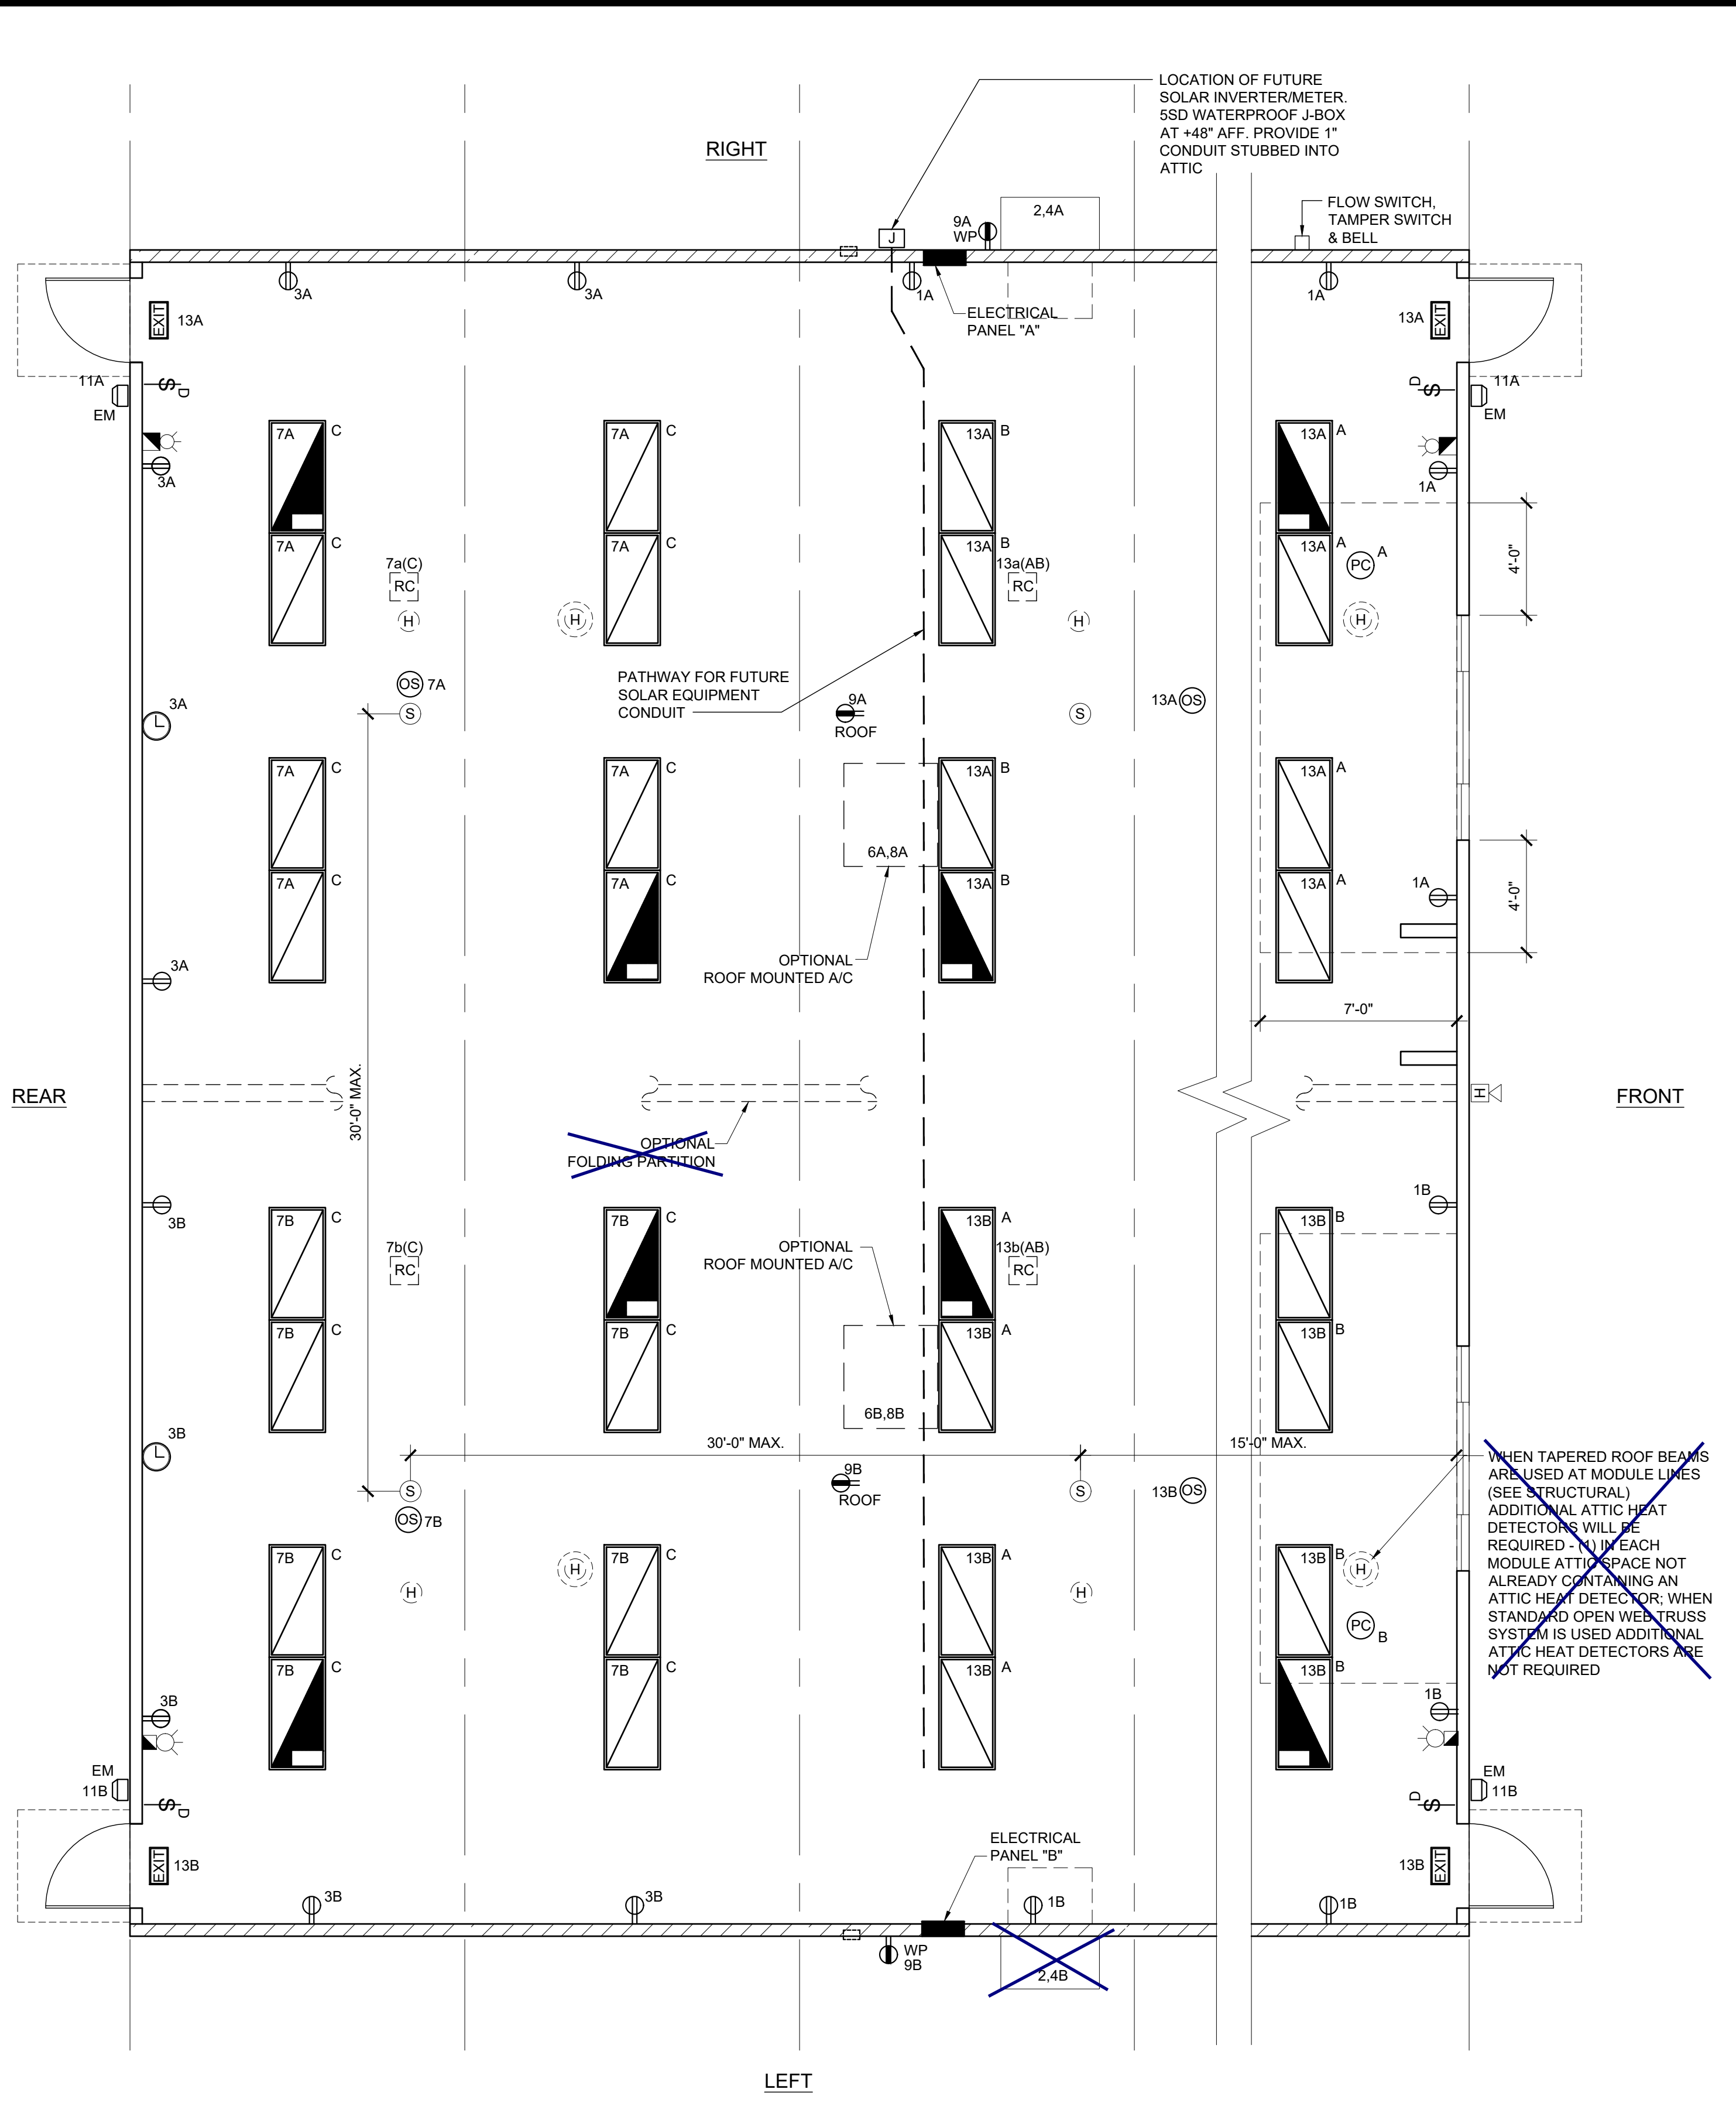 LOCATION OF FUTURE
SOLAR INVERTER/METER.
5SD WATERPROOF J-BOX
AT +48" AFF. PROVIDE 1"
CONDUIT STUBBED INTO
ATTIC
RIGHT
FLOW SWITCH,
TAMPER SWITCH
& BELL
2,4A
9A
WP
J
3A
3A
1A
1A
ELECTRICAL
PANEL "A"
EXIT
13A
13A
EXIT
11A
EM
S
D
D
S
11A
EM
7A
C
7A
C
13A
B
13A
A
3A
1A
7A
C
7A
C
13A
B
13A
A
PC
A
4'-0"
7a(C)
RC
13a(AB)
RC
H
H
H
H
PATHWAY FOR FUTURE
SOLAR EQUIPMENT
CONDUIT
OS
7A
S
3A
9A
ROOF
S
13A
OS
7A
C
7A
C
13A
B
13A
A
6A,8A
7A
C
7A
C
13A
B
13A
A
1A
4'-0"
OPTIONAL
ROOF MOUNTED A/C
3A
7'-0"
30'-0" MAX.
REAR
FRONT
H
OPTIONAL
FOLDING PARTITION
3B
1B
7B
C
7B
C
13B
A
13B
B
7b(C)
RC
OPTIONAL
ROOF MOUNTED A/C
13b(AB)
RC
7B
C
7B
C
13B
A
13B
B
6B,8B
3B
30'-0" MAX.
15'-0" MAX.
9B
ROOF
S
S
13B
OS
OS
7B
WHEN TAPERED ROOF BEAMS
ARE USED AT MODULE LINES
(SEE STRUCTURAL)
ADDITIONAL ATTIC HEAT
DETECTORS WILL BE
REQUIRED - (1) IN EACH
MODULE ATTIC SPACE NOT
ALREADY CONTAINING AN
ATTIC HEAT DETECTOR; WHEN
STANDARD OPEN WEB TRUSS
SYSTEM IS USED ADDITIONAL
ATTIC HEAT DETECTORS ARE
NOT REQUIRED
7B
C
7B
C
13B
A
13B
B
H
H
H
H
PC
B
7B
C
7B
C
13B
A
13B
B
3B
1B
EM
11B
S
D
D
S
EM
11B
EXIT
13B
13B
EXIT
ELECTRICAL
PANEL "B"
3B
3B
1B
1B
WP
9B
2,4B
LEFT